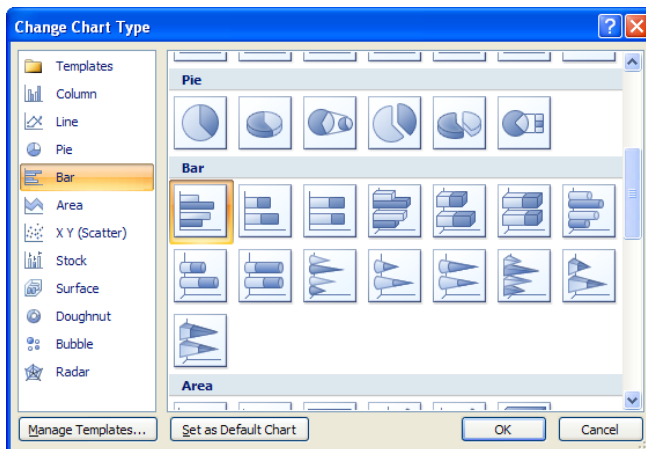 Change Chart Type
Templates
Column
Line
Pie
Bar
Area
X Y (Scatter)
Stock
Surface
Doughnut
Bubble
Radar
Pie
Bar
Area
Manage Templates...
Set as Default Chart
OK
Cancel